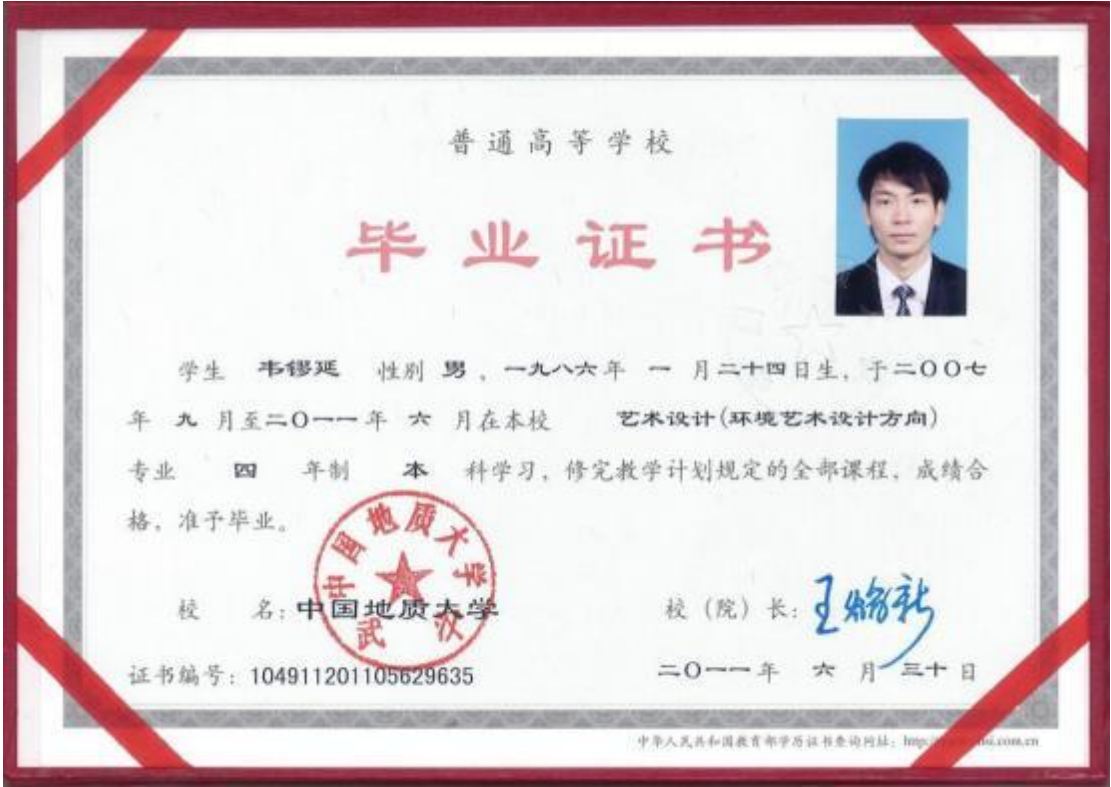 普通高等学校
毕业证书
学生 韦锣延 性别 男，一九八六年 一 月二十四日生，于二〇〇七
年 九 月至二〇一一年 六 月在本校 艺术设计(环境艺术设计方向)
专业 四 年制 本 科学习，修完教学计划规定的全部课程，成绩合
格，准予毕业。
中国地质大学
武汉
校 名：中国地质大学
校（院）长：王焰新
证书编号：104911201105629635
二〇一一年 六 月 三十 日
中华人民共和国教育部学历证书查询网址：http.